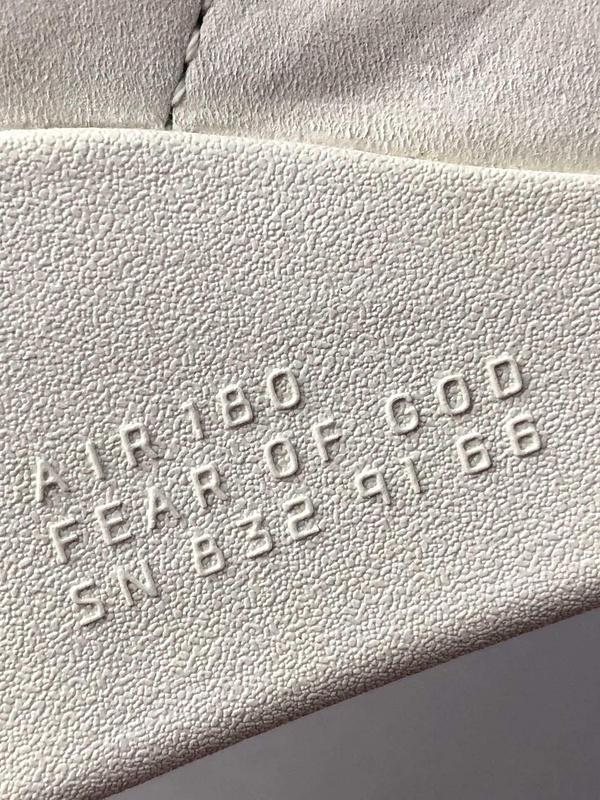 AIR 180
FEAR OF GOD
SN 832 91 66